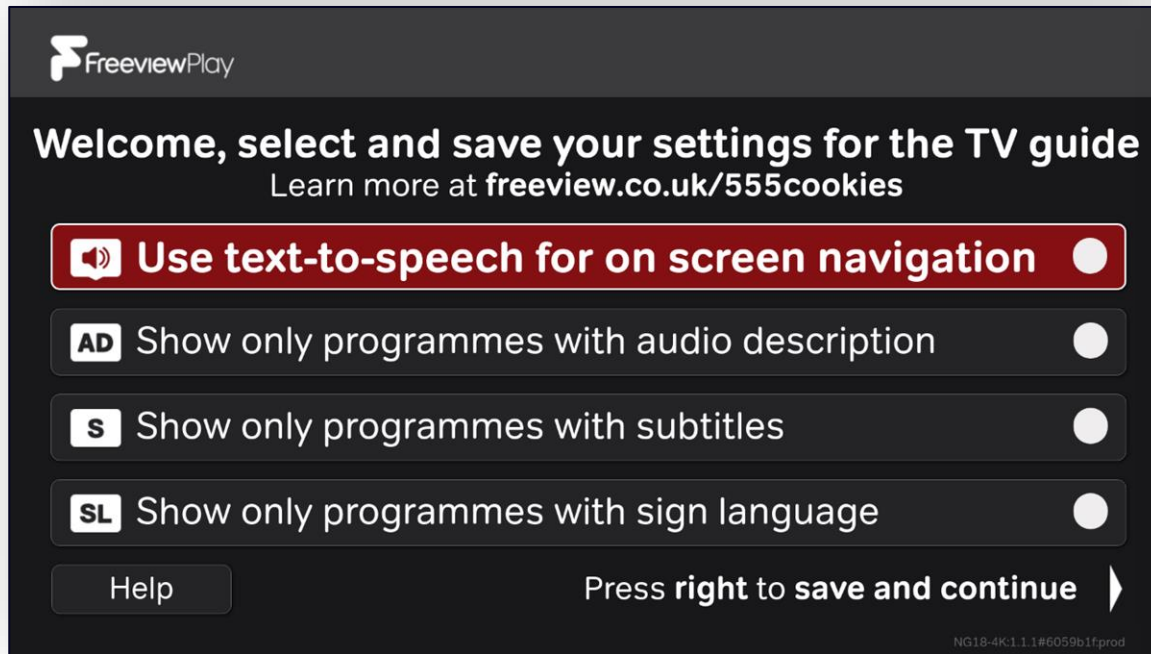 FreeviewPlay
Welcome, select and save your settings for the TV guide
Learn more at freeview.co.uk/555cookies
Use text-to-speech for on screen navigation
AD Show only programmes with audio description
S Show only programmes with subtitles
SL Show only programmes with sign language
Help Press right to save and continue
NG18-4K:1.1.1#6059b1f:prod